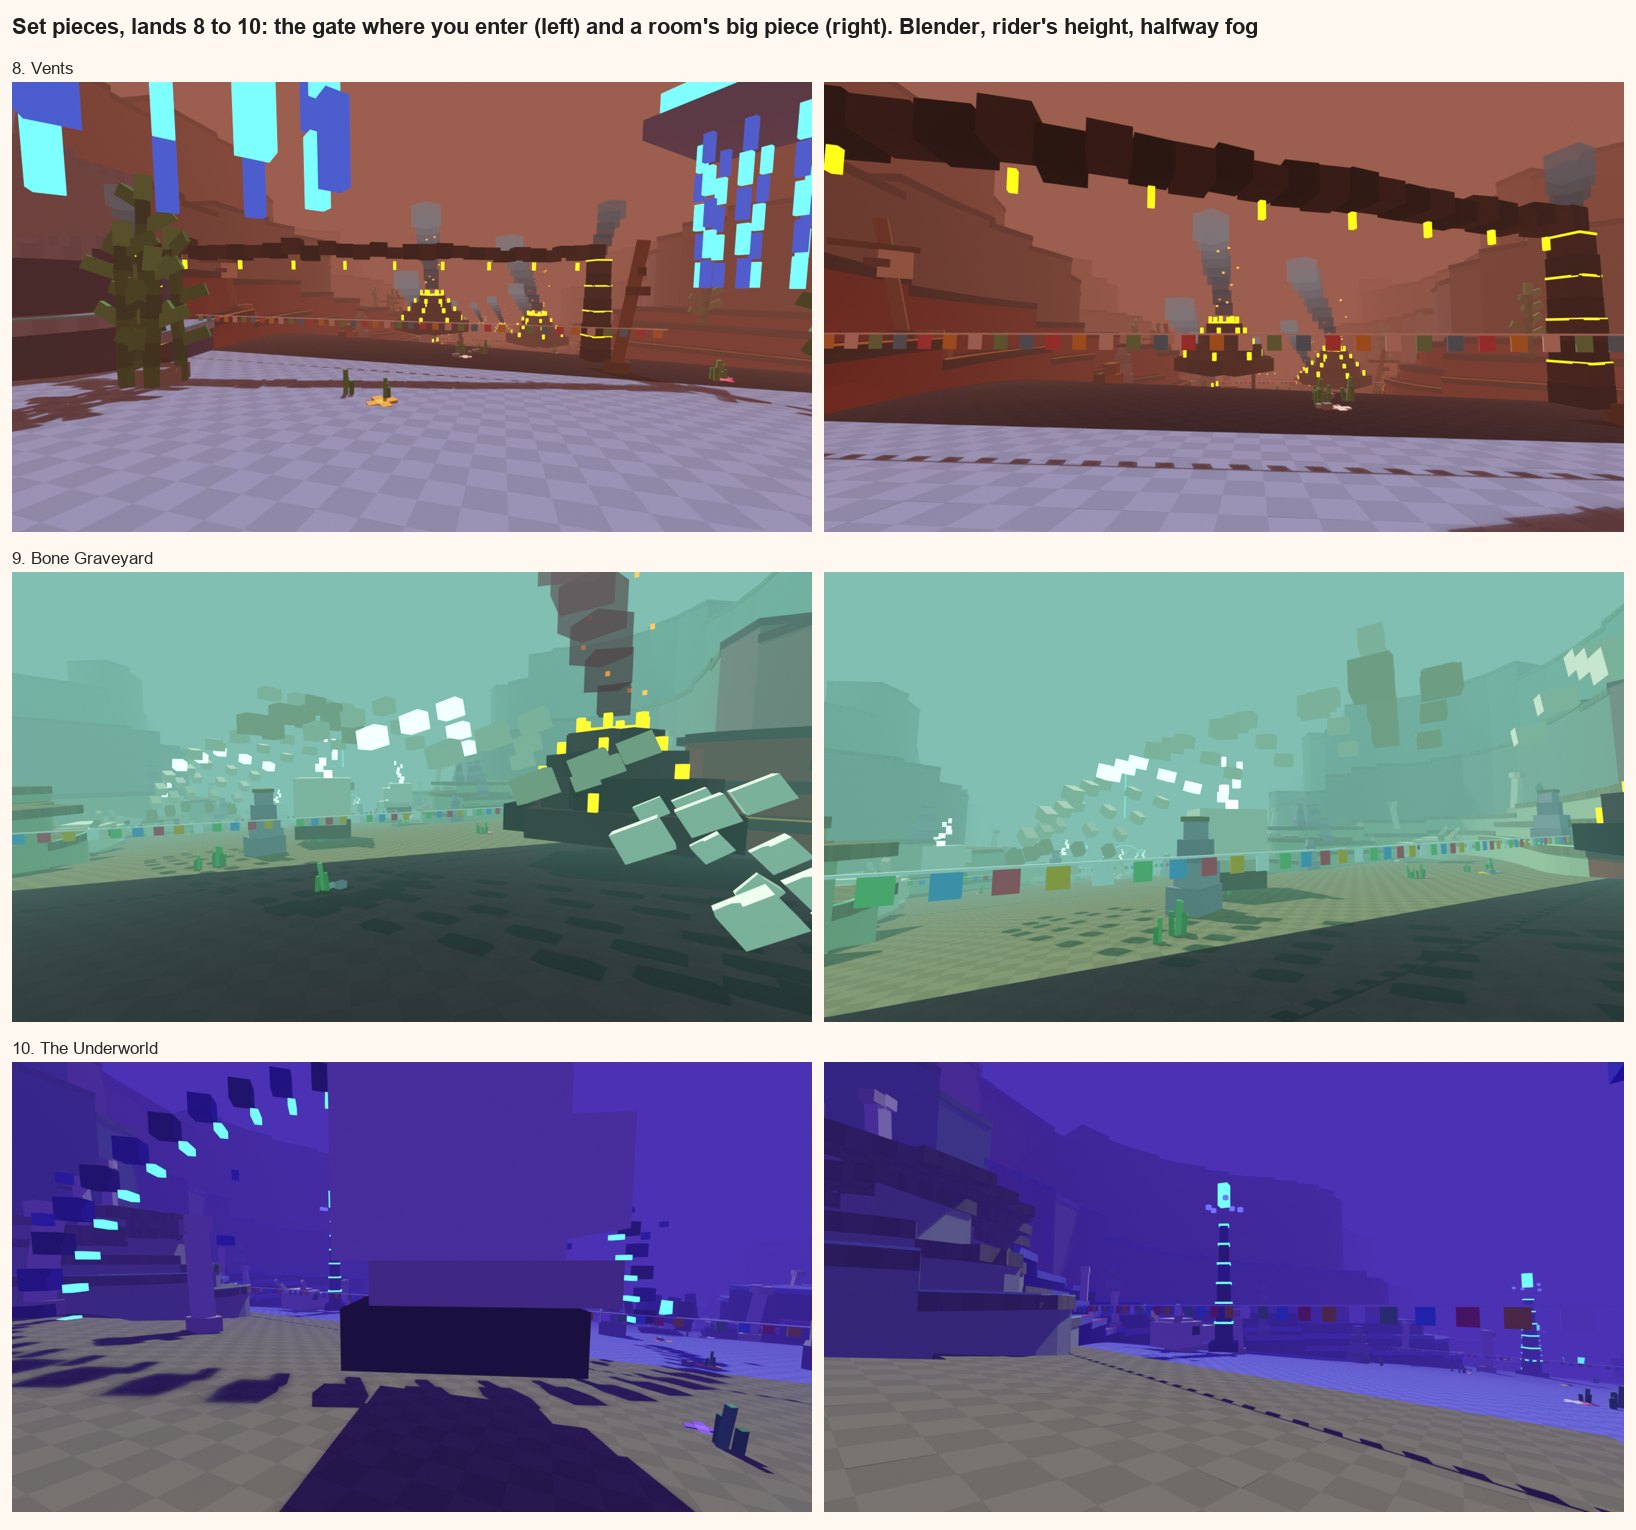 Set pieces, lands 8 to 10: the gate where you enter (left) and a room's big piece (right). Blender, rider's height, halfway fog
8. Vents
9. Bone Graveyard
10. The Underworld